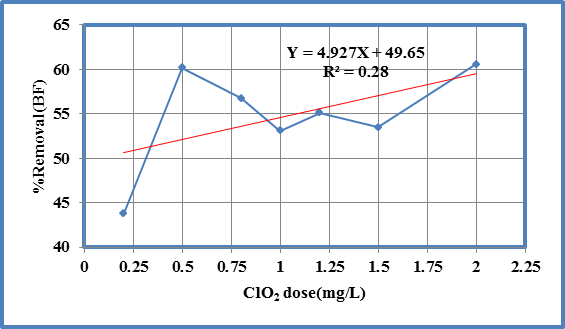 65
60
55
50
45
40
%Removal(BF)
Y = 4.927X + 49.65
R² = 0.28
0 0.25 0.5 0.75 1 1.25 1.5 1.75 2 2.25
ClO₂ dose(mg/L)